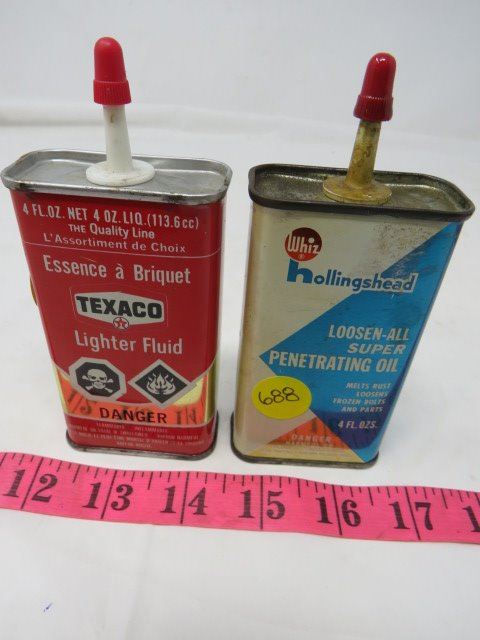 4 FL.OZ. NET 4 OZ. LIQ. (113.6cc)
THE Quality Line
L'Assortiment de Choix
Essence à Briquet
TEXACO
Lighter Fluid
DANGER
Whiz
hollingshead
LOOSEN-ALL
SUPER
PENETRATING OIL
MELTS RUST
LOOSENS
FROZEN BOLTS
AND PARTS
4 FL. OZS.
688
DANGER
12 13 14 15 16 17